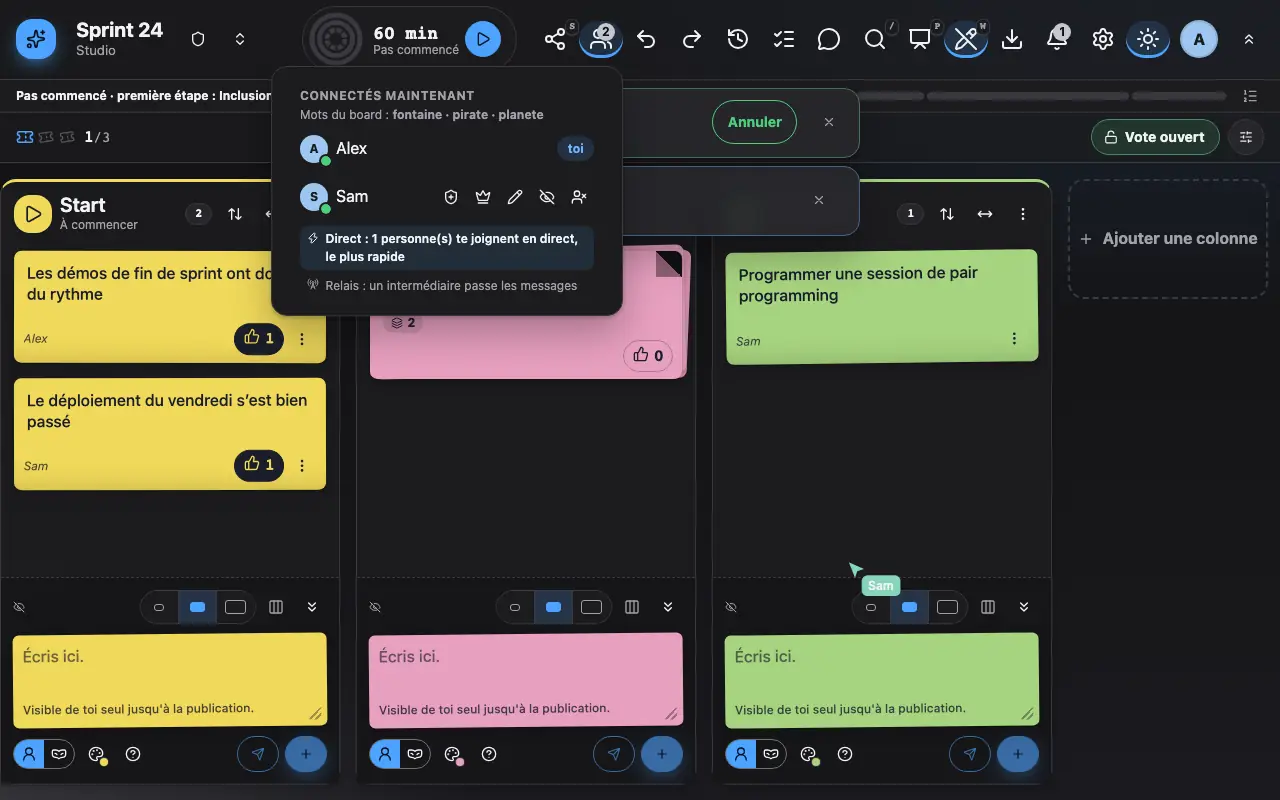 Sprint 24
Studio
60 min
Pas commencé
S
2
/
P
W
1
A
Pas commencé · première étape : Inclusion
1/3
Vote ouvert
CONNECTÉS MAINTENANT
Mots du board : fontaine · pirate · planete
A
Alex
toi
S
Sam
Direct : 1 personne(s) te joignent en direct,
le plus rapide
Relais : un intermédiaire passe les messages
Annuler
Start
À commencer
2
Les démos de fin de sprint ont
du rythme
Alex
1
Le déploiement du vendredi s’est bien
passé
Sam
1
2
0
1
Programmer une session de pair
programming
Sam
Ajouter une colonne
Sam
Écris ici.
Visible de toi seul jusqu'à la publication.
Écris ici.
Visible de toi seul jusqu'à la publication.
Écris ici.
Visible de toi seul jusqu'à la publication.